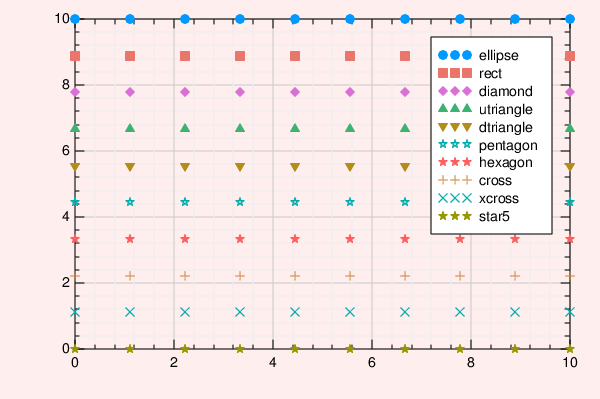 10
8
6
4
2
0
0 2 4 6 8 10
ellipse
rect
diamond
utriangle
dtriangle
pentagon
hexagon
cross
xcross
star5